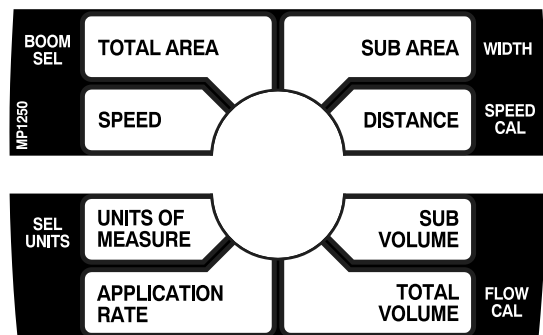 BOOM
SEL
TOTAL AREA
SUB AREA
WIDTH
MP1250
SPEED
DISTANCE
SPEED
CAL
SEL
UNITS
UNITS OF
MEASURE
SUB
VOLUME
APPLICATION
RATE
TOTAL
VOLUME
FLOW
CAL